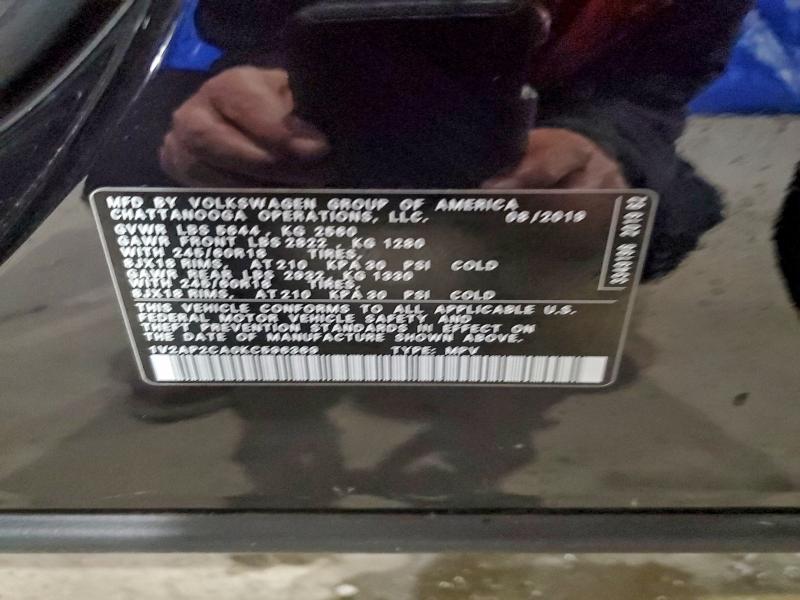 MFD BY VOLKSWAGEN GROUP OF AMERICA
CHATTANOOGA OPERATIONS, LLC. 08/2019
GVWR LBS 5644 , KG 2560
GAWR FRONT LBS 2822 , KG 1280
WITH 245/60R18 TIRES,
8JX18 RIMS, AT 210 KPA 30 PSI COLD
GAWR REAR LBS 2932, KG 1330
WITH 245/60R18 TIRES,
8JX18 RIMS, AT 210 KPA 30 PSI COLD
THIS VEHICLE CONFORMS TO ALL APPLICABLE U.S.
FEDERAL MOTOR VEHICLE SAFETY AND
THEFT PREVENTION STANDARDS IN EFFECT ON
THE DATE OF MANUFACTURE SHOWN ABOVE.
TYPE: MPV